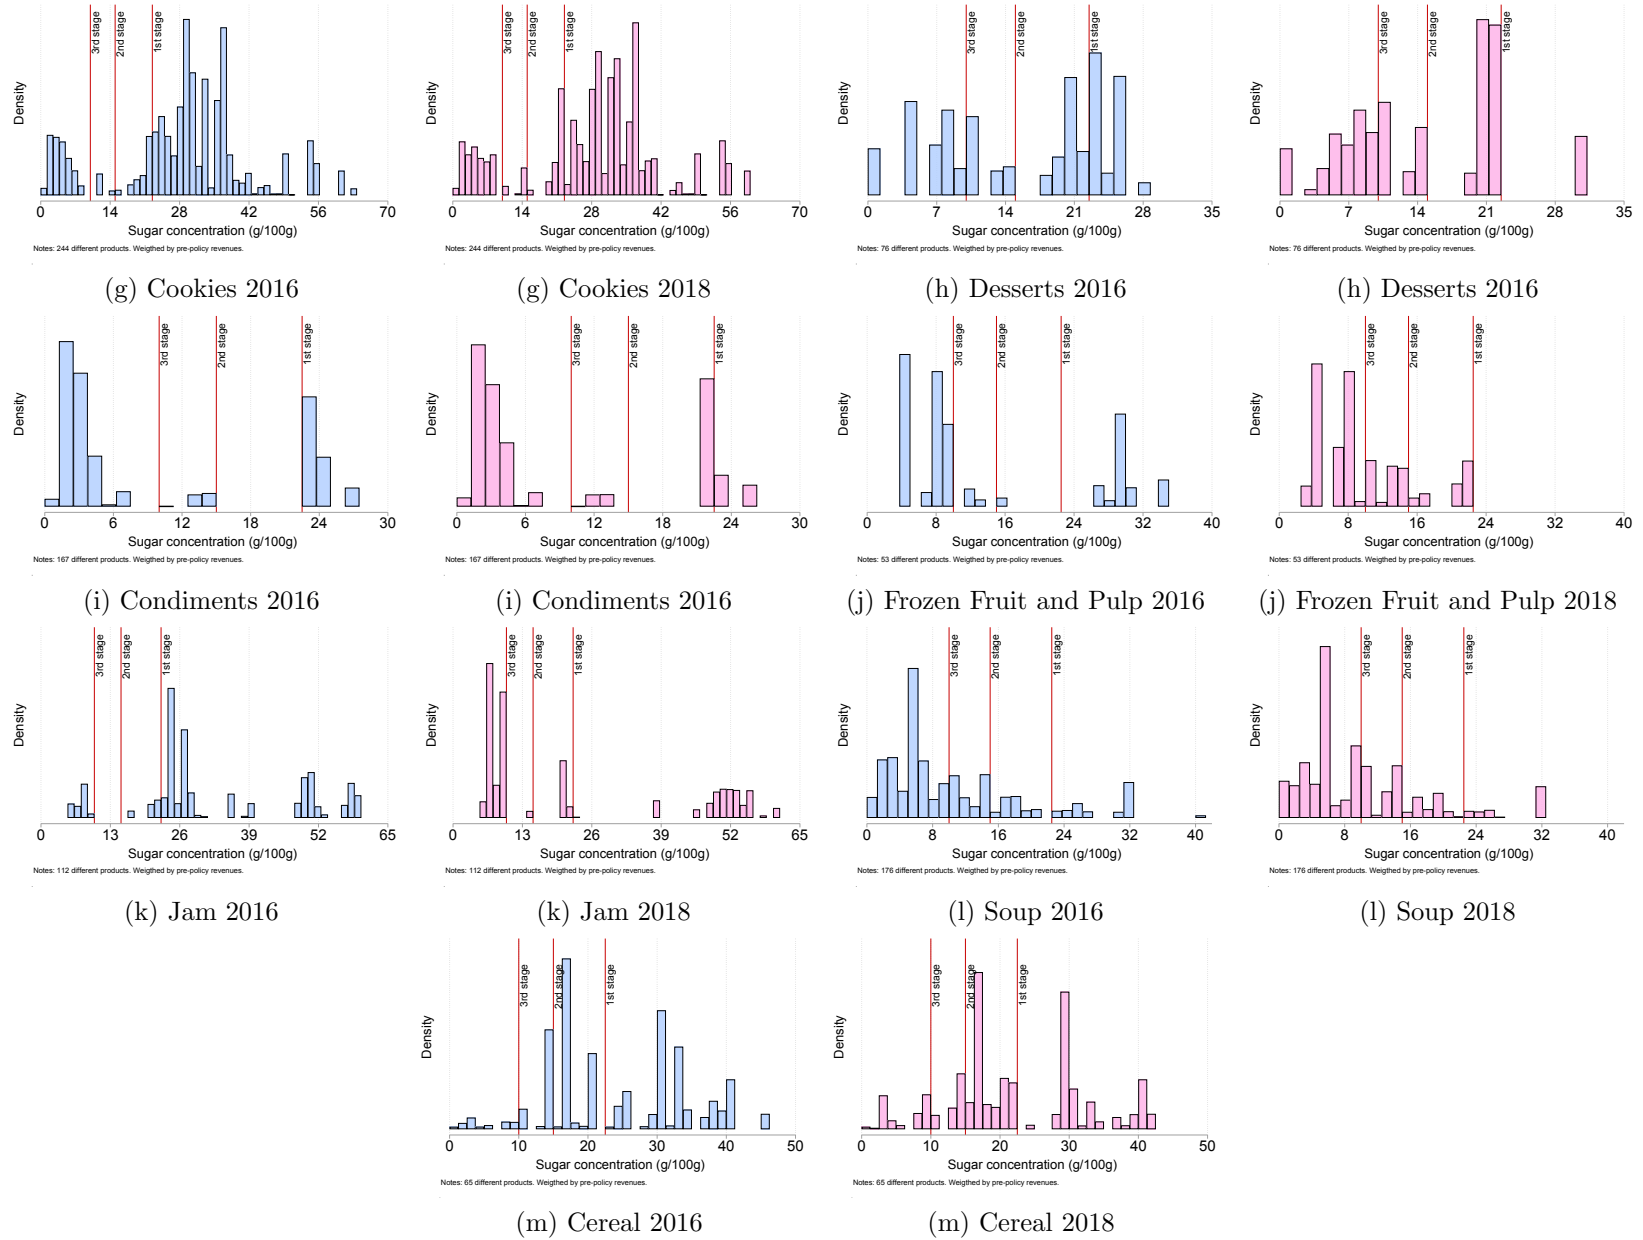 3rd stage
2nd stage
1st stage
Density
0 14 28 42 56 70
Sugar concentration (g/100g)
Notes: 244 different products. Weigthed by pre-policy revenues.
(g) Cookies 2016
3rd stage
2nd stage
1st stage
Density
0 14 28 42 56 70
Sugar concentration (g/100g)
Notes: 244 different products. Weigthed by pre-policy revenues.
(g) Cookies 2018
3rd stage
2nd stage
1st stage
Density
0 7 14 21 28 35
Sugar concentration (g/100g)
Notes: 76 different products. Weigthed by pre-policy revenues.
(h) Desserts 2016
3rd stage
2nd stage
1st stage
Density
0 7 14 21 28 35
Sugar concentration (g/100g)
Notes: 76 different products. Weigthed by pre-policy revenues.
(h) Desserts 2016
3rd stage
2nd stage
1st stage
Density
0 6 12 18 24 30
Sugar concentration (g/100g)
Notes: 167 different products. Weigthed by pre-policy revenues.
(i) Condiments 2016
3rd stage
2nd stage
1st stage
Density
0 6 12 18 24 30
Sugar concentration (g/100g)
Notes: 167 different products. Weigthed by pre-policy revenues.
(i) Condiments 2016
3rd stage
2nd stage
1st stage
Density
0 8 16 24 32 40
Sugar concentration (g/100g)
Notes: 53 different products. Weigthed by pre-policy revenues.
(j) Frozen Fruit and Pulp 2016
3rd stage
2nd stage
1st stage
Density
0 8 16 24 32 40
Sugar concentration (g/100g)
Notes: 53 different products. Weigthed by pre-policy revenues.
(j) Frozen Fruit and Pulp 2018
3rd stage
2nd stage
1st stage
Density
0 13 26 39 52 65
Sugar concentration (g/100g)
Notes: 112 different products. Weigthed by pre-policy revenues.
(k) Jam 2016
3rd stage
2nd stage
1st stage
Density
0 13 26 39 52 65
Sugar concentration (g/100g)
Notes: 112 different products. Weigthed by pre-policy revenues.
(k) Jam 2018
3rd stage
2nd stage
1st stage
Density
0 8 16 24 32 40
Sugar concentration (g/100g)
Notes: 176 different products. Weigthed by pre-policy revenues.
(l) Soup 2016
3rd stage
2nd stage
1st stage
Density
0 8 16 24 32 40
Sugar concentration (g/100g)
Notes: 176 different products. Weigthed by pre-policy revenues.
(l) Soup 2018
3rd stage
2nd stage
1st stage
Density
0 10 20 30 40 50
Sugar concentration (g/100g)
Notes: 65 different products. Weigthed by pre-policy revenues.
(m) Cereal 2016
3rd stage
2nd stage
1st stage
Density
0 10 20 30 40 50
Sugar concentration (g/100g)
Notes: 65 different products. Weigthed by pre-policy revenues.
(m) Cereal 2018